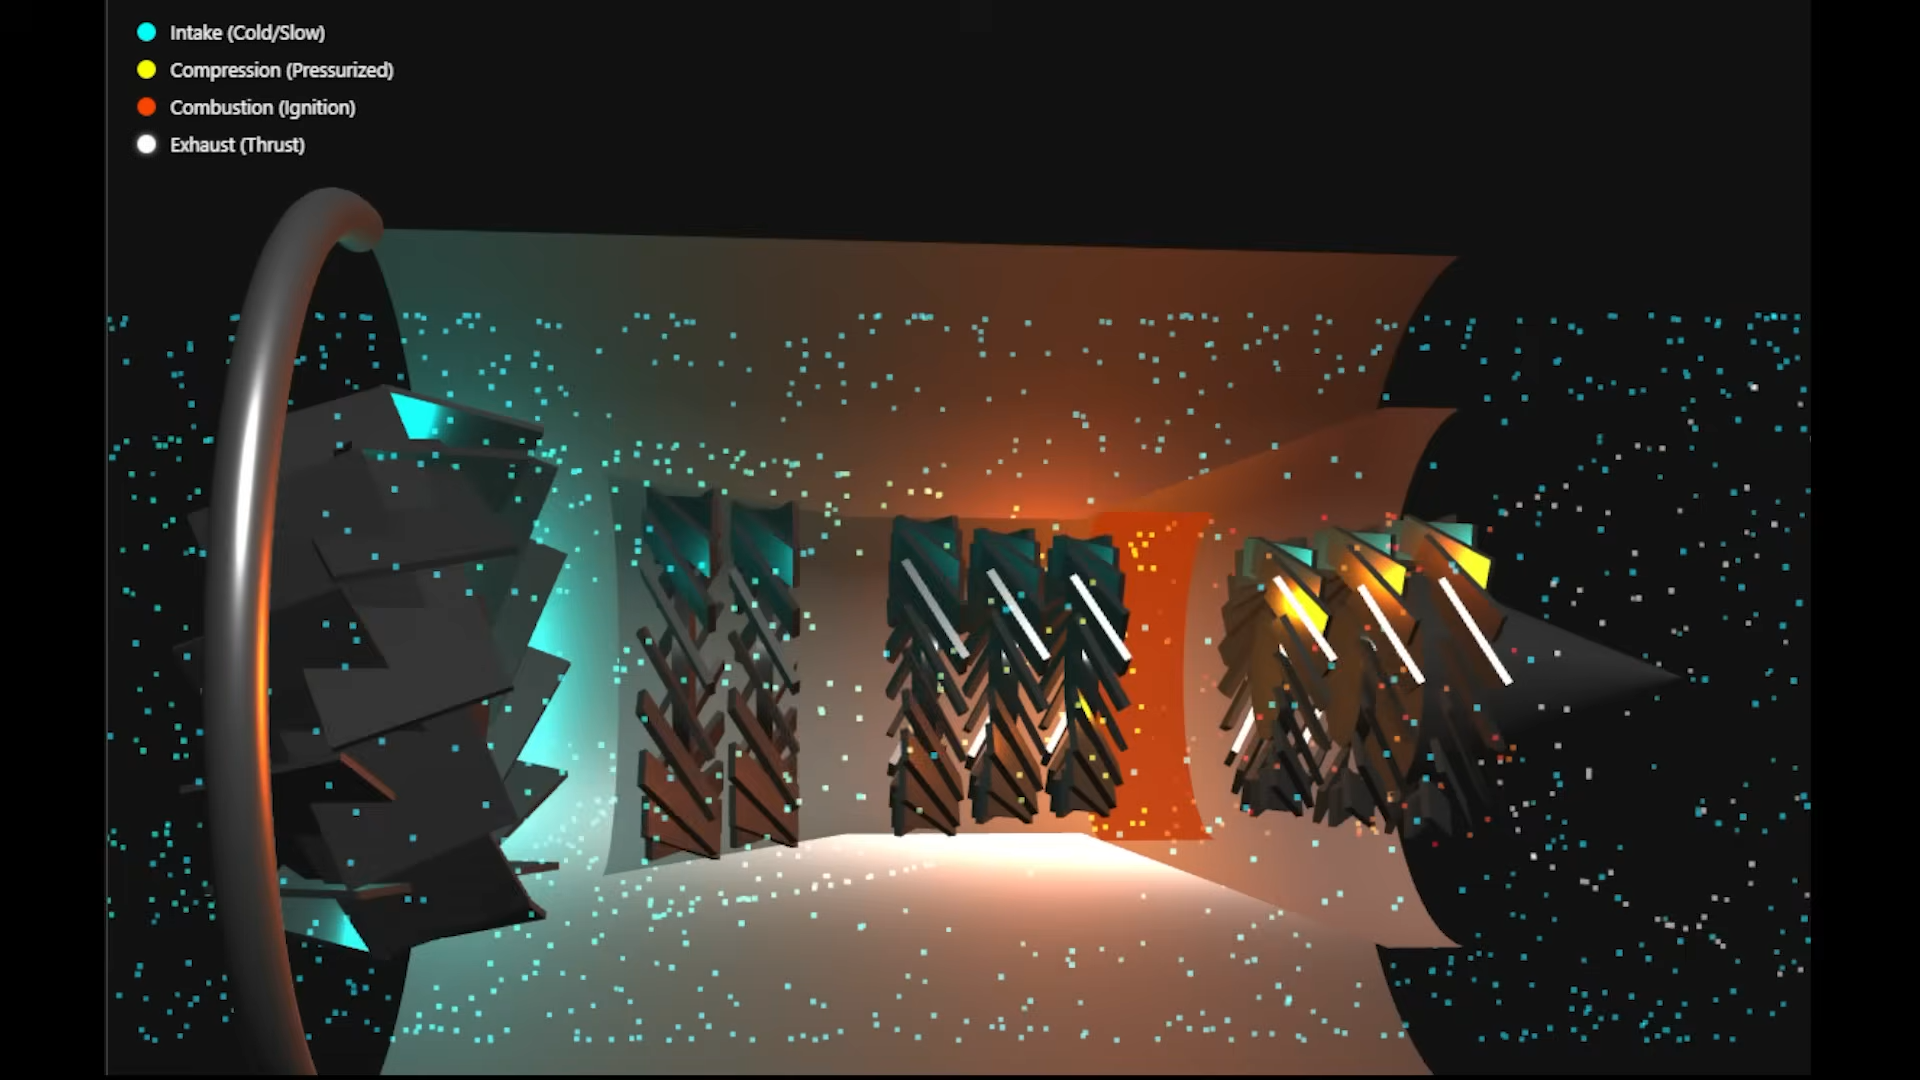 Intake (Cold/Slow)
Compression (Pressurized)
Combustion (Ignition)
Exhaust (Thrust)